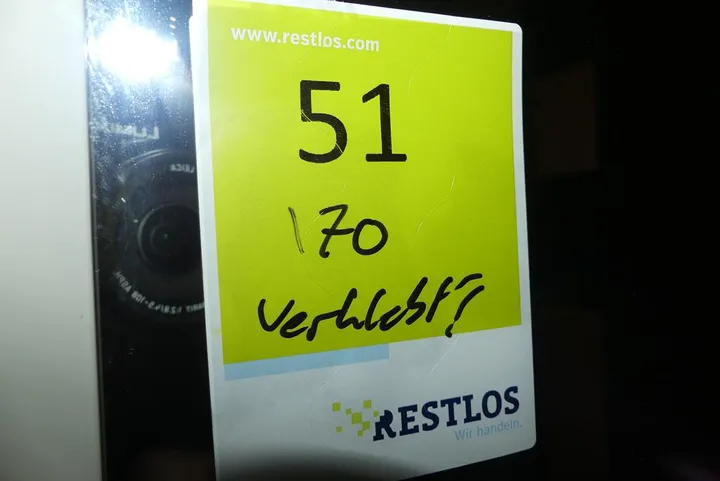 www.restlos.com
51
170
verklebt?
RESTLOS
Wir handeln.